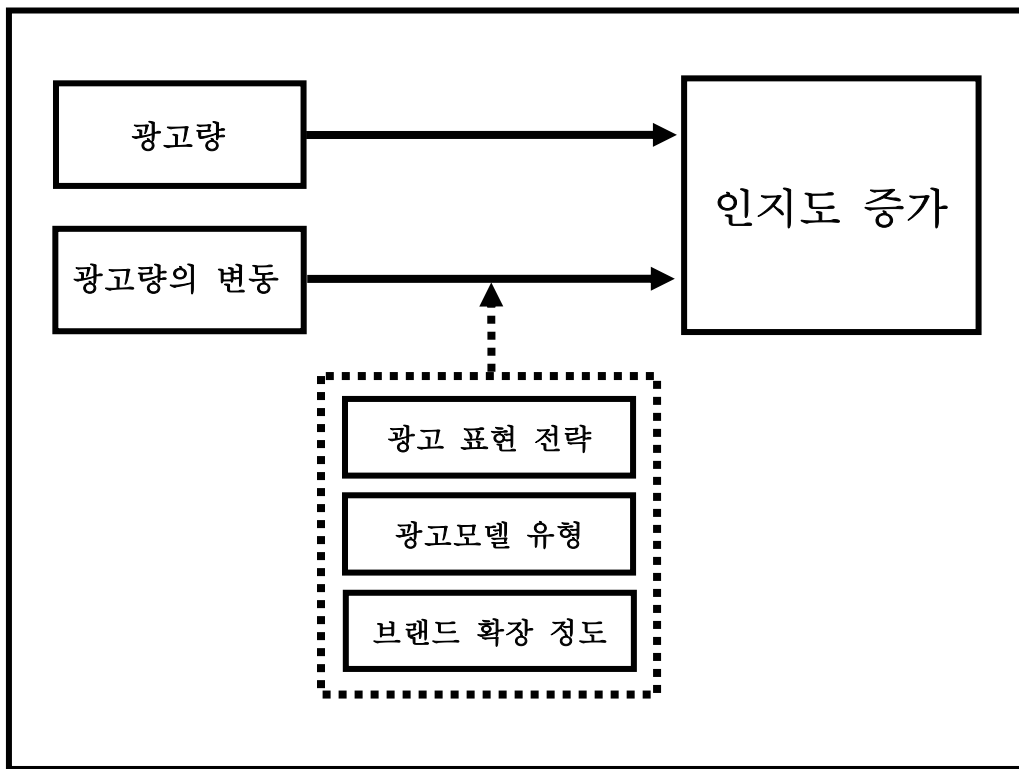 광고량
인지도 증가
광고량의 변동
광고 표현 전략
광고모델 유형
브랜드 확장 정도